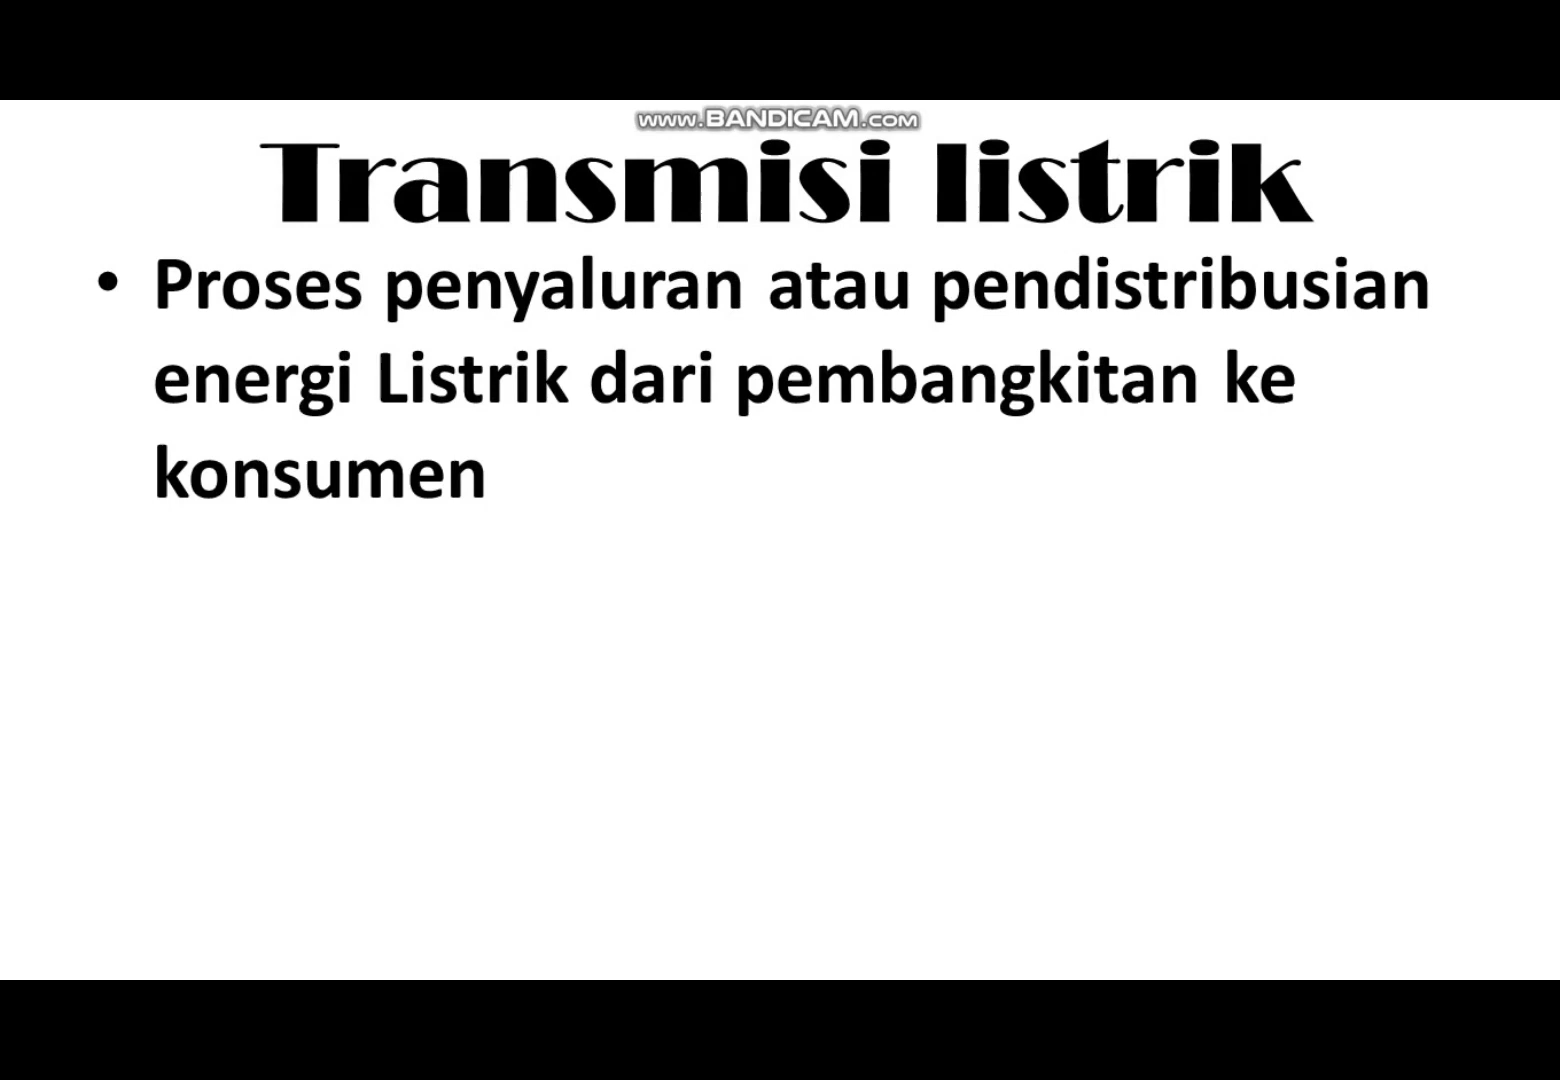 www.BANDICAM.com
Transmisi listrik
• Proses penyaluran atau pendistribusian
energi Listrik dari pembangkitan ke
konsumen